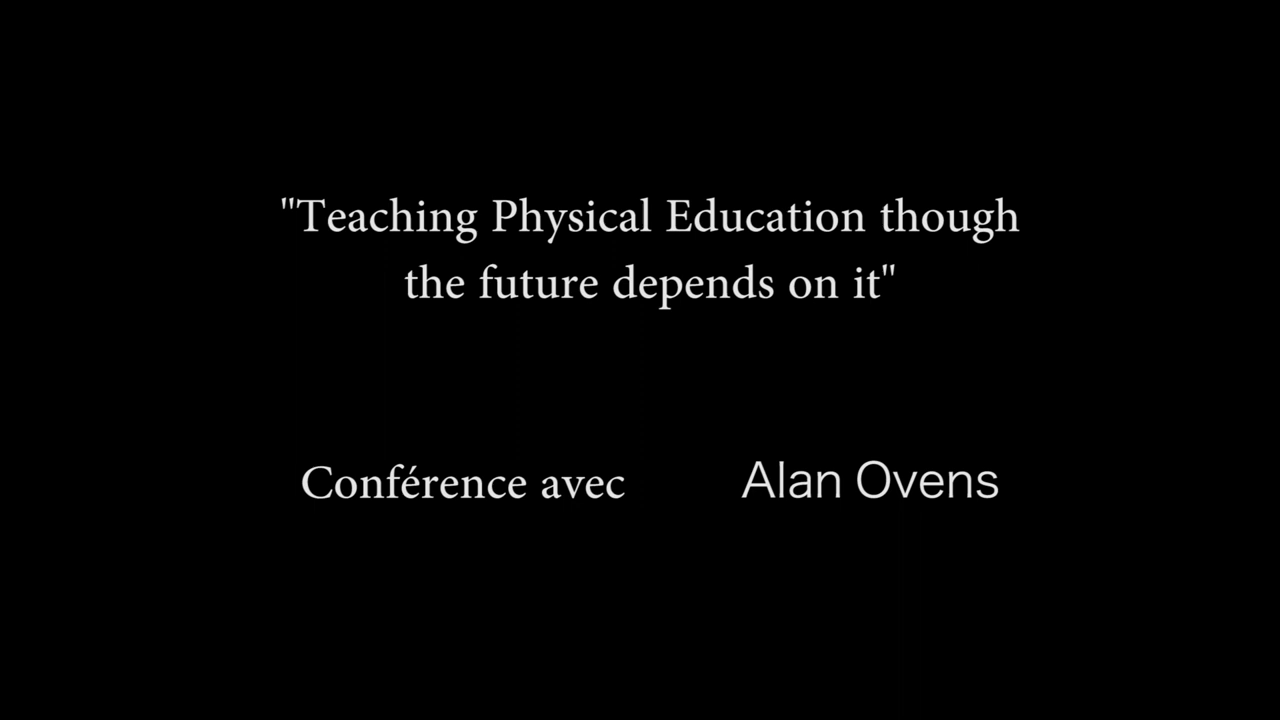 "Teaching Physical Education though
the future depends on it"
Conférence avec Alan Ovens